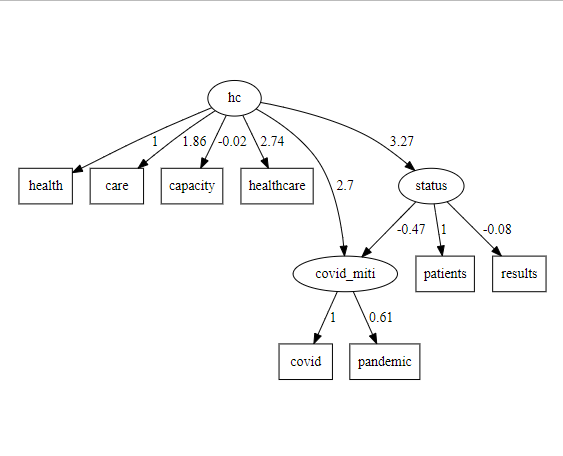 hc
1 1.86 -0.02 2.74 3.27
health care capacity healthcare 2.7 status
-0.47 1 -0.08
covid_miti patients results
1 0.61
covid pandemic